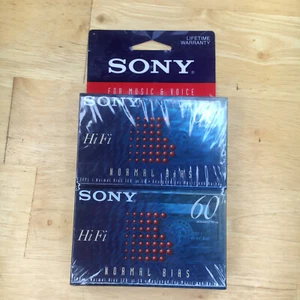 LIFETIME
WARRANTY
SONY
FOR MUSIC & VOICE
SONY
HiFi
NORMAL BIAS
SONY
60
HiFi
NORMAL BIAS